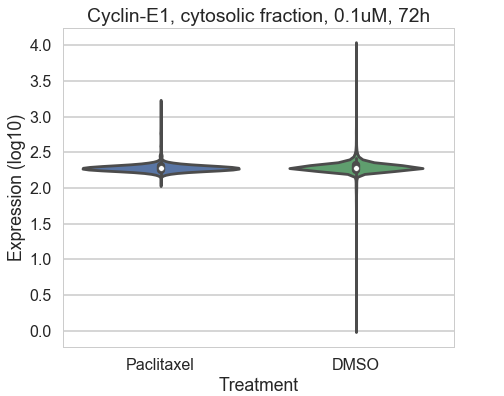 Cyclin-E1, cytosolic fraction, 0.1uM, 72h
Expression (log10)
4.0
3.5
3.0
2.5
2.0
1.5
1.0
0.5
0.0
Paclitaxel DMSO
Treatment